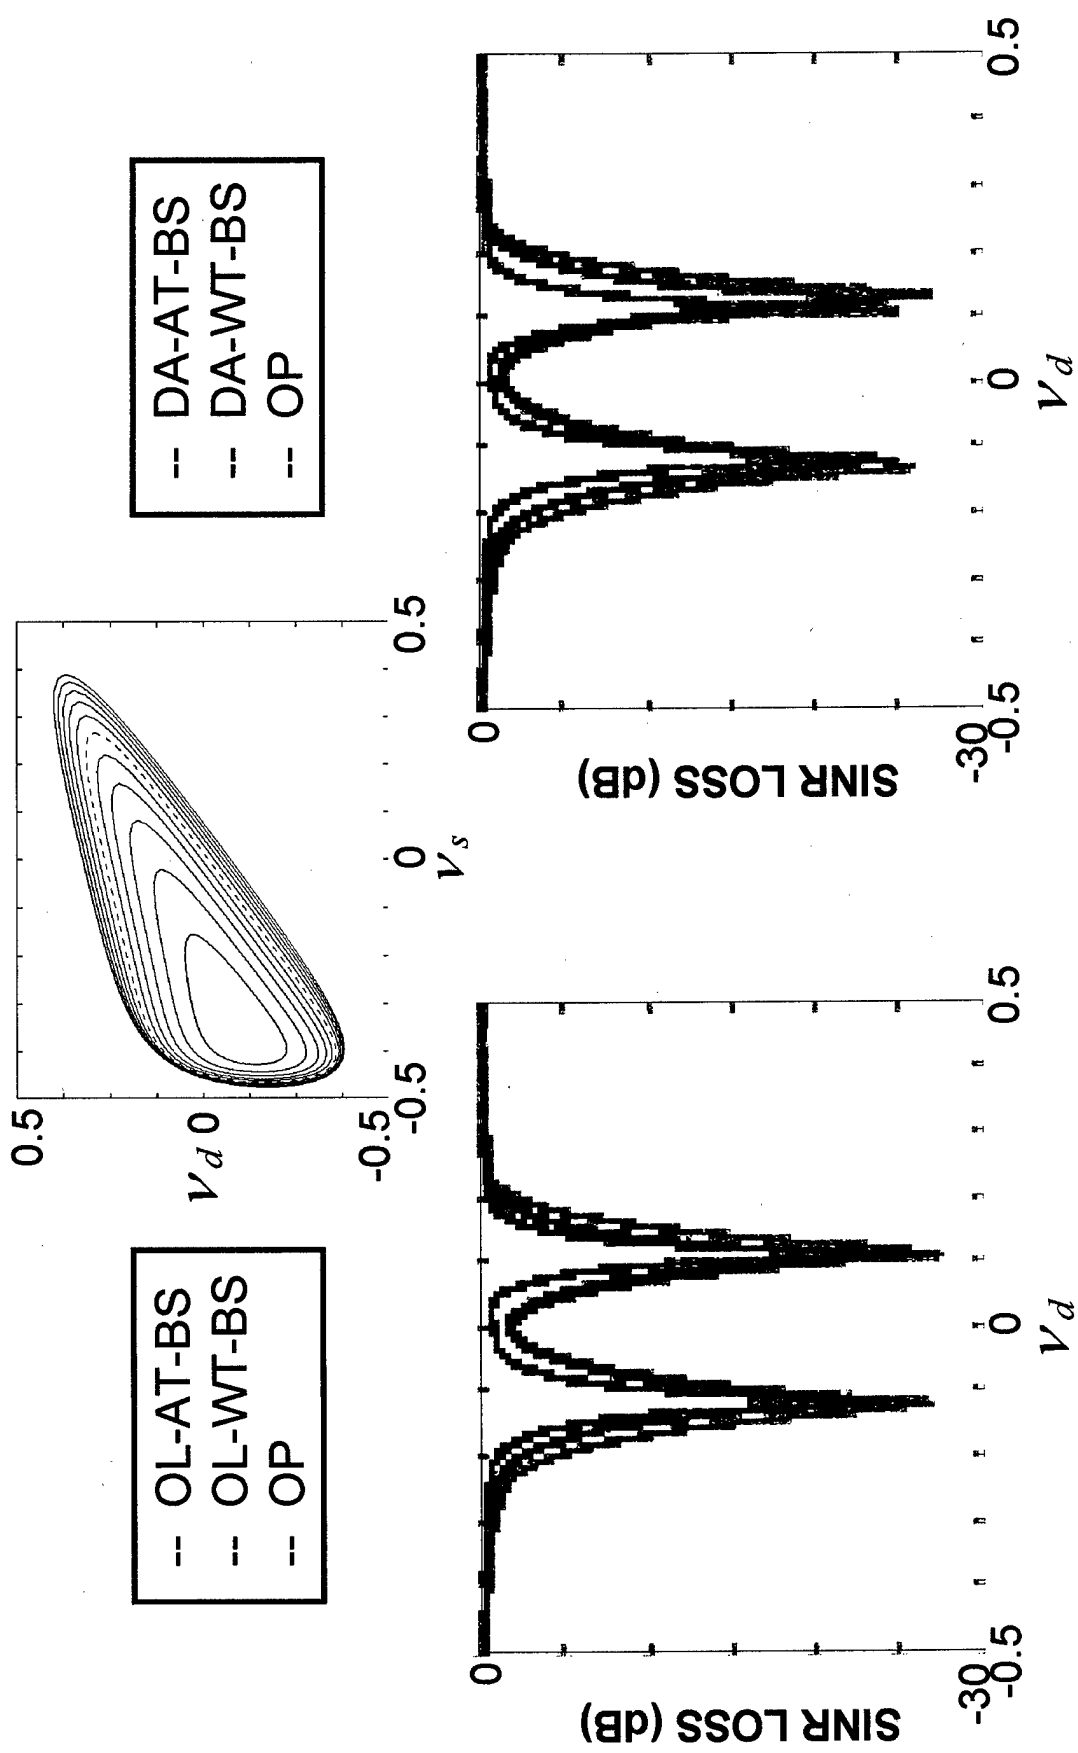 -- OL-AT-BS
-- OL-WT-BS
-- OP
0.5
ν_d 0
-0.5
-0.5
0
0.5
ν_s
-- DA-AT-BS
-- DA-WT-BS
-- OP
0
SINR LOSS (dB)
-30
-0.5
0
0.5
ν_d
0
SINR LOSS (dB)
-30
-0.5
0
0.5
ν_d